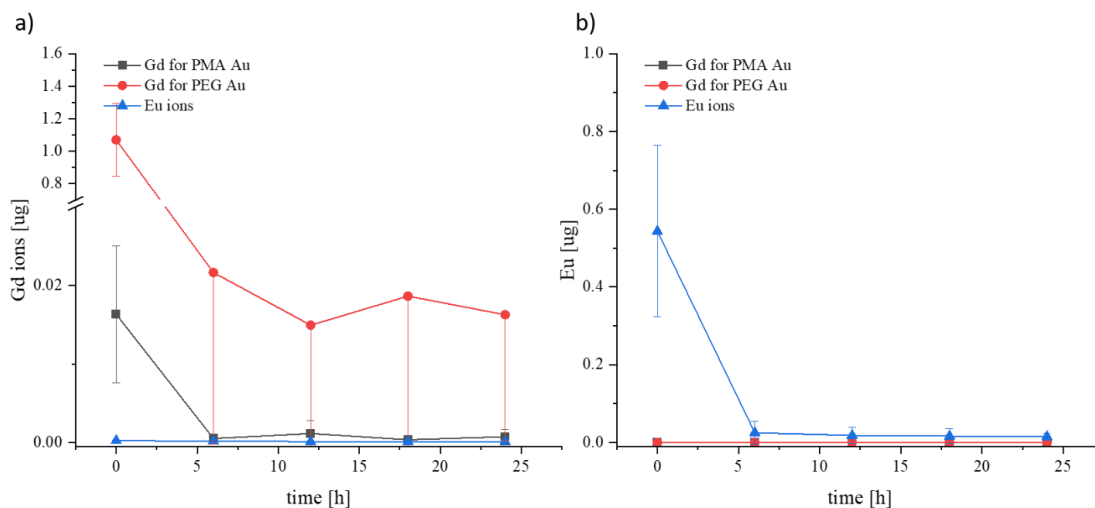 a)
Gd for PMA Au
Gd for PEG Au
Eu ions
1.6
1.4
1.2
1.0
0.8
0.02
0.00
Gd ions [ug]
0 5 10 15 20 25
time [h]
b)
Gd for PMA Au
Gd for PEG Au
Eu ions
1.0
0.8
0.6
0.4
0.2
0.0
Eu [ug]
0 5 10 15 20 25
time [h]